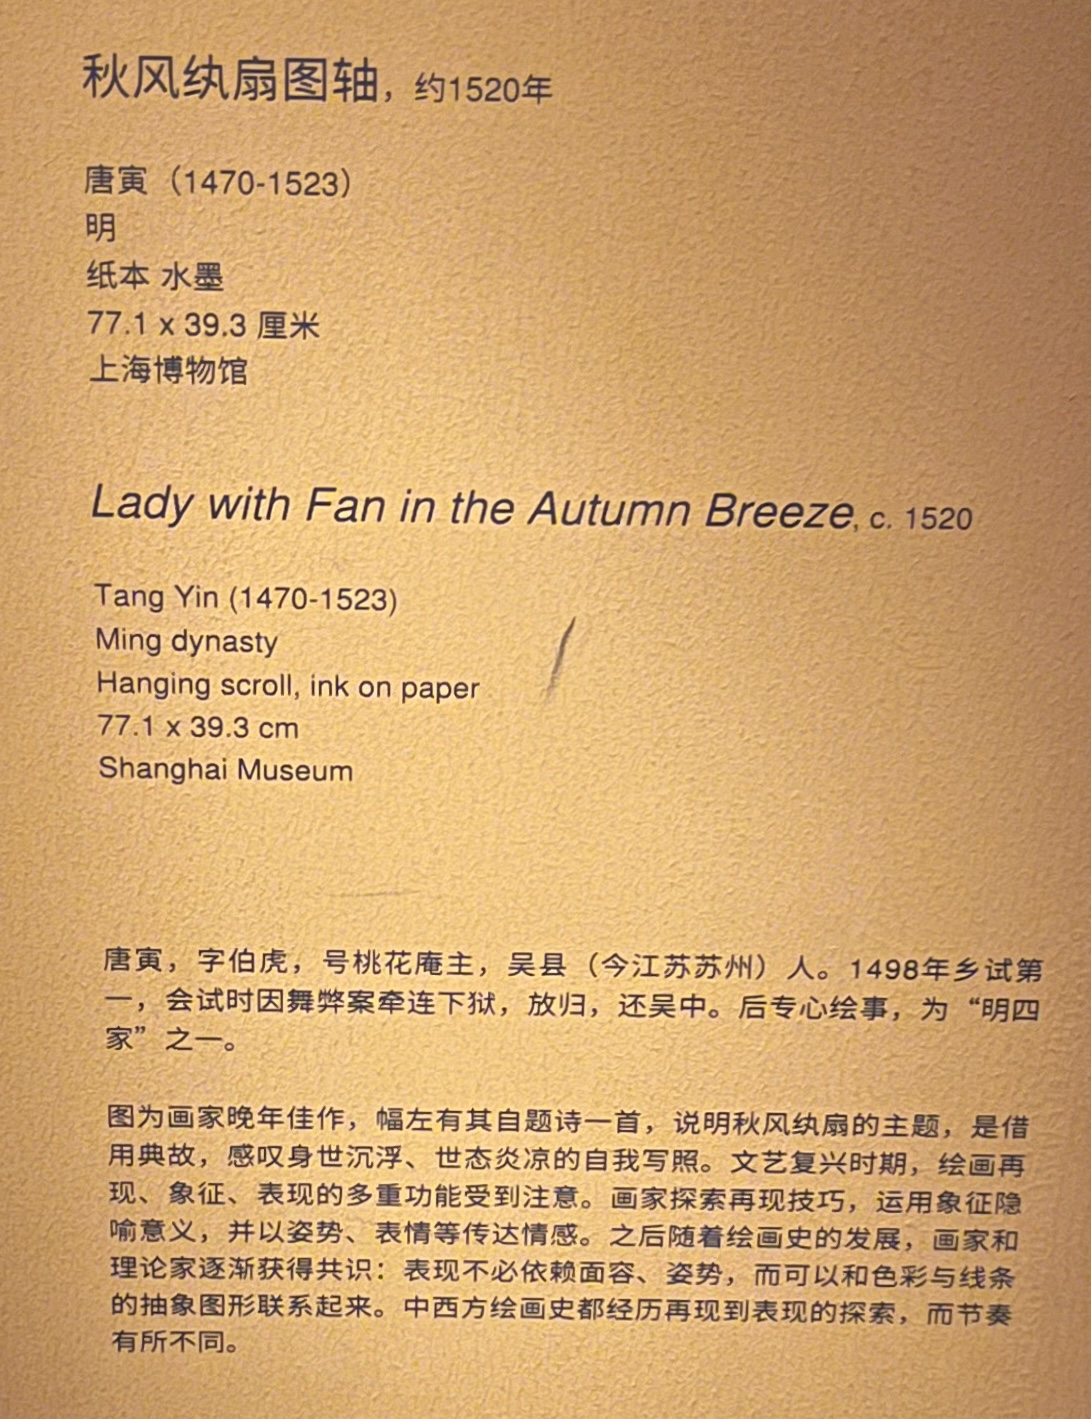 秋风纨扇图轴，约1520年
唐寅（1470-1523）
明
纸本 水墨
77.1 x 39.3 厘米
上海博物馆
Lady with Fan in the Autumn Breeze, c. 1520
Tang Yin (1470-1523)
Ming dynasty
Hanging scroll, ink on paper
77.1 x 39.3 cm
Shanghai Museum
唐寅，字伯虎，号桃花庵主，吴县（今江苏苏州）人。1498年乡试第
一，会试时因舞弊案牵连下狱，放归，还吴中。后专心绘事，为“明四
家”之一。
图为画家晚年佳作，幅左有其自题诗一首，说明秋风纨扇的主题，是借
用典故，感叹身世沉浮、世态炎凉的自我写照。文艺复兴时期，绘画再
现、象征、表现的多重功能受到注意。画家探索再现技巧，运用象征隐
喻意义，并以姿势、表情等传达情感。之后随着绘画史的发展，画家和
理论家逐渐获得共识：表现不必依赖面容、姿势，而可以和色彩与线条
的抽象图形联系起来。中西方绘画史都经历再现到表现的探索，而节奏
有所不同。